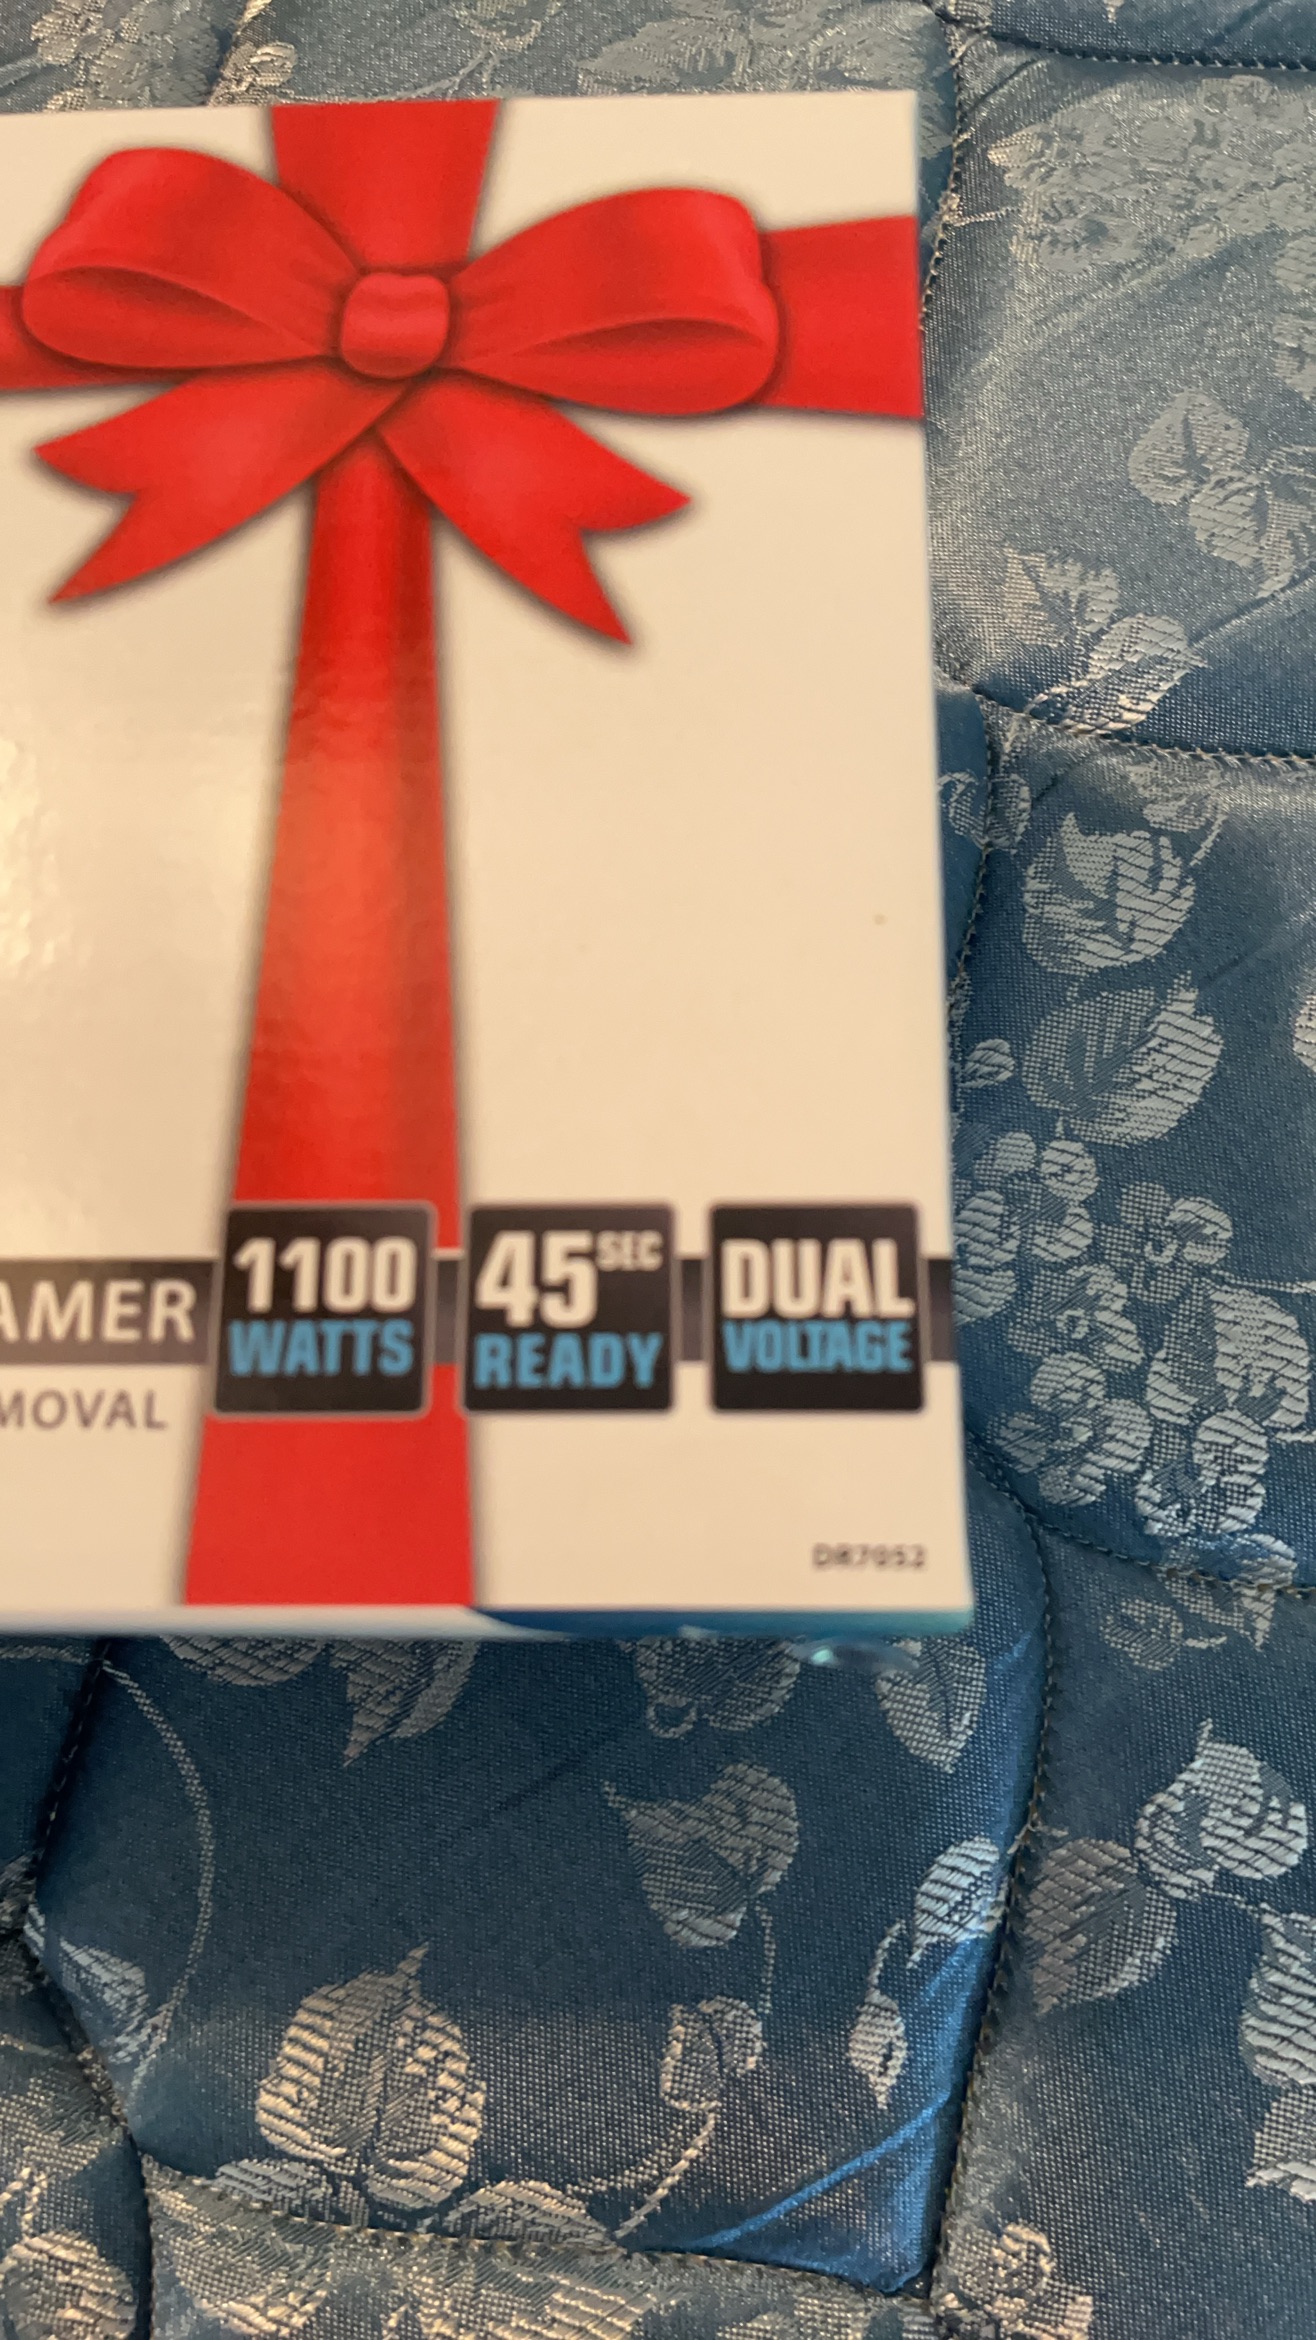 AMER
MOVAL
1100
WATTS
45 SEC
READY
DUAL
VOLTAGE
DR7052